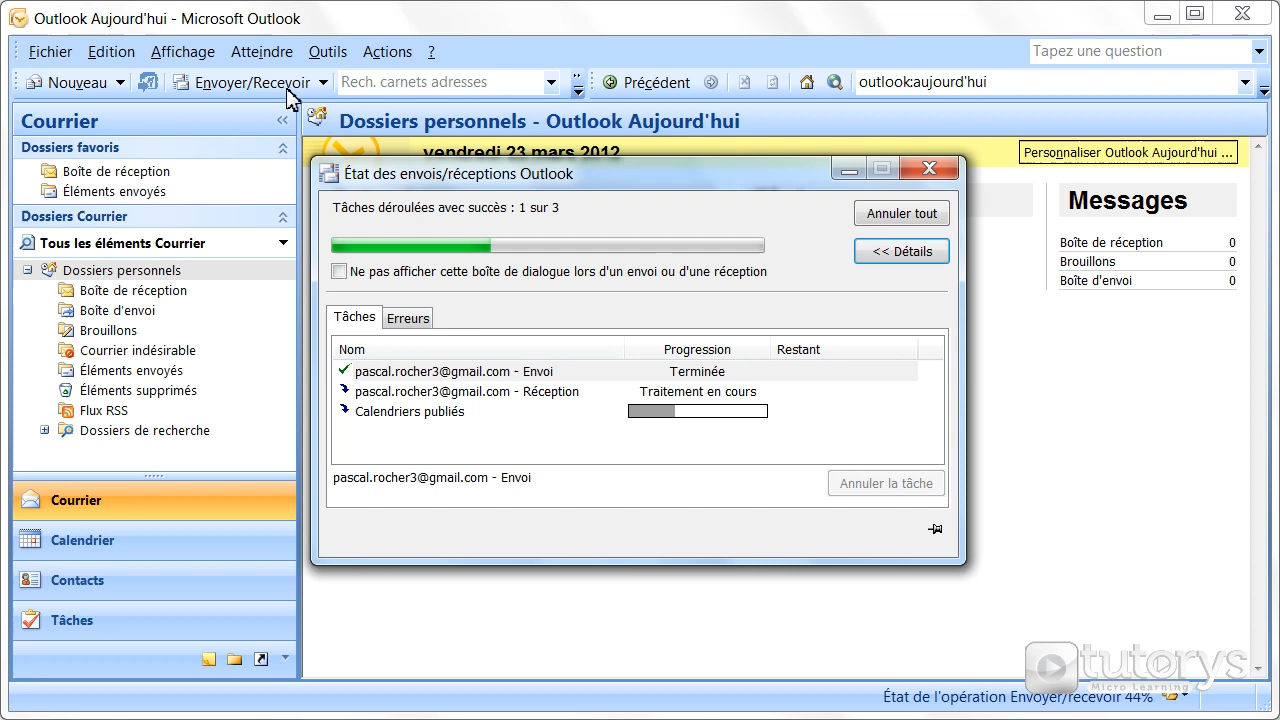 Outlook Aujourd'hui - Microsoft Outlook
Fichier Edition Affichage Atteindre Outils Actions ?
Tapez une question
Nouveau Envoyer/Recevoir Rech. carnets adresses Précédent outlook:aujourd'hui
Courrier
Dossiers favoris
Boîte de réception
Éléments envoyés
Dossiers Courrier
Tous les éléments Courrier
Dossiers personnels
Boîte de réception
Boîte d'envoi
Brouillons
Courrier indésirable
Éléments envoyés
Éléments supprimés
Flux RSS
Dossiers de recherche
Courrier
Calendrier
Contacts
Tâches
Dossiers personnels - Outlook Aujourd'hui
vendredi 23 mars 2012
Personnaliser Outlook Aujourd'hui ...
Messages
Boîte de réception 0
Brouillons 0
Boîte d'envoi 0
État des envois/réceptions Outlook
Tâches déroulées avec succès : 1 sur 3
Annuler tout
<< Détails
Ne pas afficher cette boîte de dialogue lors d'un envoi ou d'une réception
Tâches Erreurs
Nom Progression Restant
pascal.rocher3@gmail.com - Envoi Terminée
pascal.rocher3@gmail.com - Réception Traitement en cours
Calendriers publiés
pascal.rocher3@gmail.com - Envoi
Annuler la tâche
tutorys
Micro Learning
État de l'opération Envoyer/recevoir 44%